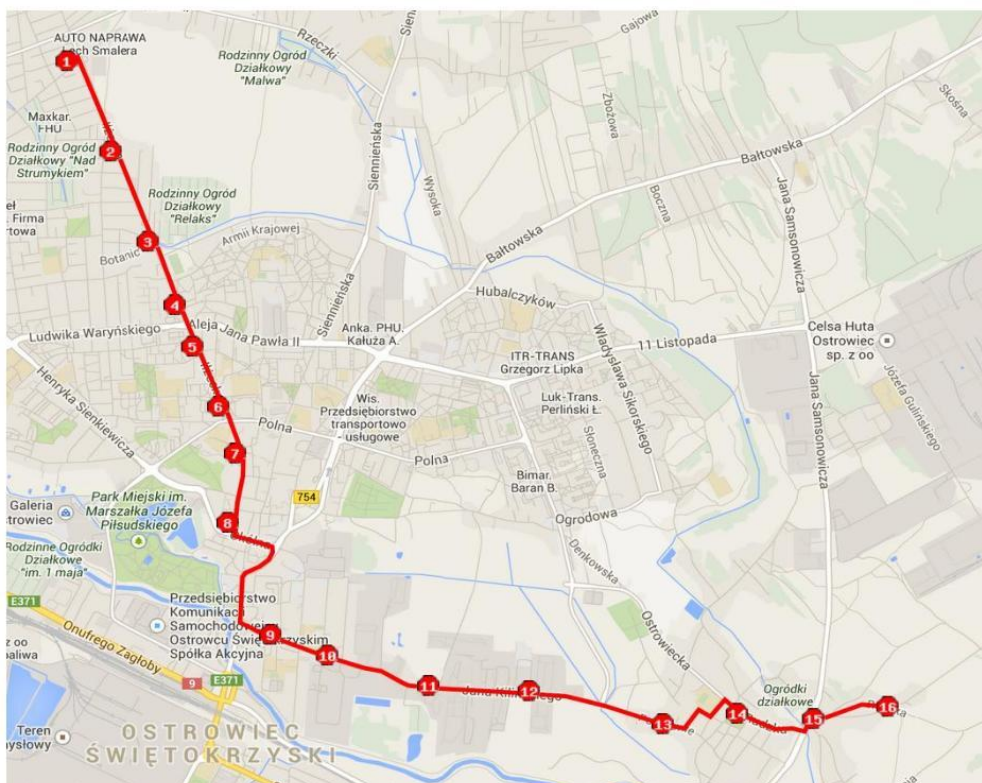 AUTO NAPRAWA
Lech Smalera
1
Rodzinny Ogród
Działkowy
"Malwa"
Rzeczki
Siennieńska
Gajowa
Skośna
Zbożowa
Maxkar.
FHU
2
Rodzinny Ogród
Działkowy "Nad
Strumykiem"
Siennieńska
Wysoka
Boczna
Bałtowska
Jana Samsonowicza
Rodzinny Ogród
Działkowy
"Relaks"
Firma
3
Armii Krajowej
Bałtowska
Siennieńska
Hubalczyków
4
Ludwika Waryńskiego
Aleja Jana Pawła II
5
Anka. PHU.
Kałuża A.
ITR-TRANS
Grzegorz Lipka
11 Listopada
Władysława Sikorskiego
Celsa Huta
Ostrowiec
sp. z oo
Józefa Gulińskiego
Jana Samsonowicza
Henryka Sienkiewicza
6
Wis.
Przedsiębiorstwo
transportowo
-usługowe
Luk-Trans.
Perliński Ł.
Słoneczna
Polna
7
Polna
Bimar.
Baran B.
754
Park Miejski im.
Marszałka Józefa
Piłsudskiego
Galeria
8
Ogrodowa
Denkowska
Rodzinne Ogródki
Działkowe
"im. 1 maja"
E371
Przedsiębiorstwo
Komunikacji
Samochodowej w
Spółka Akcyjna
9
10
Onufrego Zagłoby
Ostrowiecka
9
E371
11
12
13
14
Ogródki
działkowe
15
16
Teren
OSTROWIEC
ŚWIĘTOKRZYSKI